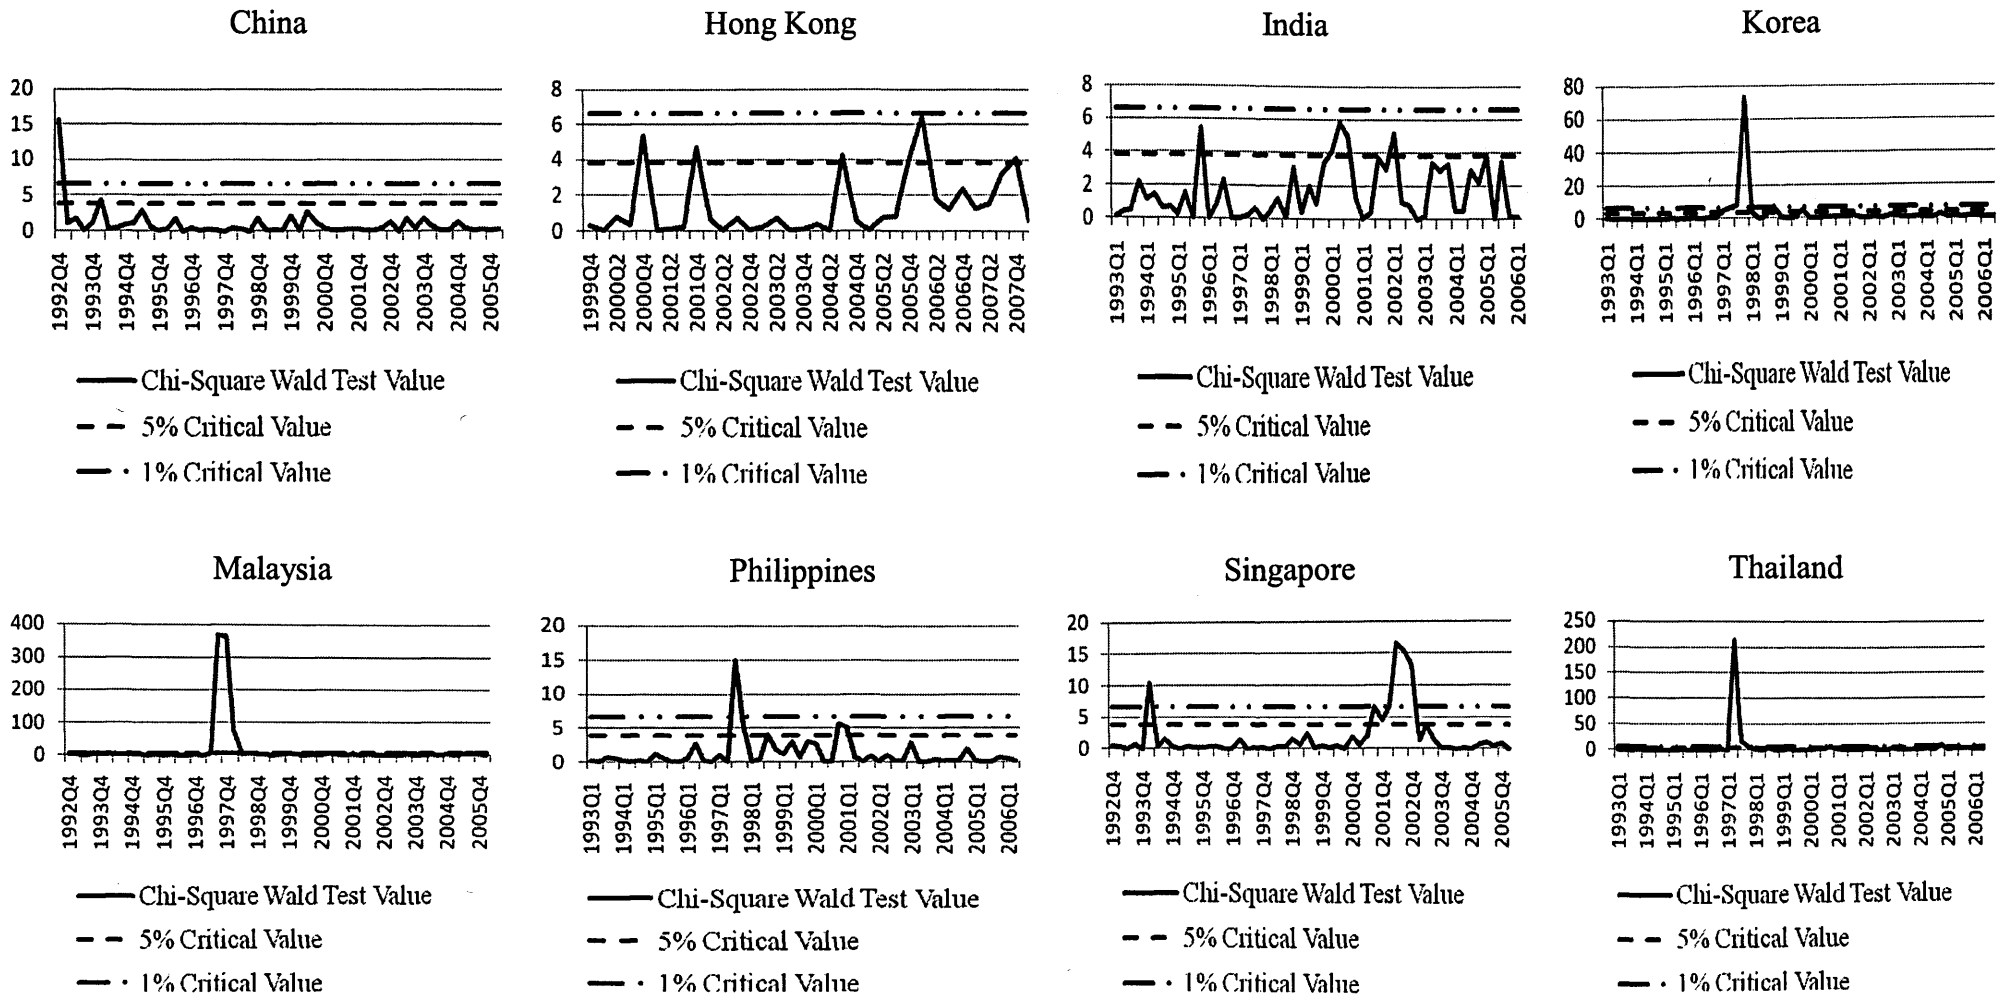 China
20
15
10
5
0
1992Q4
1993Q4
1994Q4
1995Q4
1996Q4
1997Q4
1998Q4
1999Q4
2000Q4
2001Q4
2002Q4
2003Q4
2004Q4
2005Q4
Chi-Square Wald Test Value
5% Critical Value
1% Critical Value
Hong Kong
8
6
4
2
0
1999Q4
2000Q2
2000Q4
2001Q2
2001Q4
2002Q2
2002Q4
2003Q2
2003Q4
2004Q2
2004Q4
2005Q2
2005Q4
2006Q2
2006Q4
2007Q2
2007Q4
Chi-Square Wald Test Value
5% Critical Value
1% Critical Value
India
8
6
4
2
0
1993Q1
1994Q1
1995Q1
1996Q1
1997Q1
1998Q1
1999Q1
2000Q1
2001Q1
2002Q1
2003Q1
2004Q1
2005Q1
2006Q1
Chi-Square Wald Test Value
5% Critical Value
1% Critical Value
Korea
80
60
40
20
0
1993Q1
1994Q1
1995Q1
1996Q1
1997Q1
1998Q1
1999Q1
2000Q1
2001Q1
2002Q1
2003Q1
2004Q1
2005Q1
2006Q1
Chi-Square Wald Test Value
5% Critical Value
1% Critical Value
Malaysia
400
300
200
100
0
1992Q4
1993Q4
1994Q4
1995Q4
1996Q4
1997Q4
1998Q4
1999Q4
2000Q4
2001Q4
2002Q4
2003Q4
2004Q4
2005Q4
Chi-Square Wald Test Value
5% Critical Value
1% Critical Value
Philippines
20
15
10
5
0
1993Q1
1994Q1
1995Q1
1996Q1
1997Q1
1998Q1
1999Q1
2000Q1
2001Q1
2002Q1
2003Q1
2004Q1
2005Q1
2006Q1
Chi-Square Wald Test Value
5% Critical Value
1% Critical Value
Singapore
20
15
10
5
0
1992Q4
1993Q4
1994Q4
1995Q4
1996Q4
1997Q4
1998Q4
1999Q4
2000Q4
2001Q4
2002Q4
2003Q4
2004Q4
2005Q4
Chi-Square Wald Test Value
5% Critical Value
1% Critical Value
Thailand
250
200
150
100
50
0
1993Q1
1994Q1
1995Q1
1996Q1
1997Q1
1998Q1
1999Q1
2000Q1
2001Q1
2002Q1
2003Q1
2004Q1
2005Q1
2006Q1
Chi-Square Wald Test Value
5% Critical Value
1% Critical Value